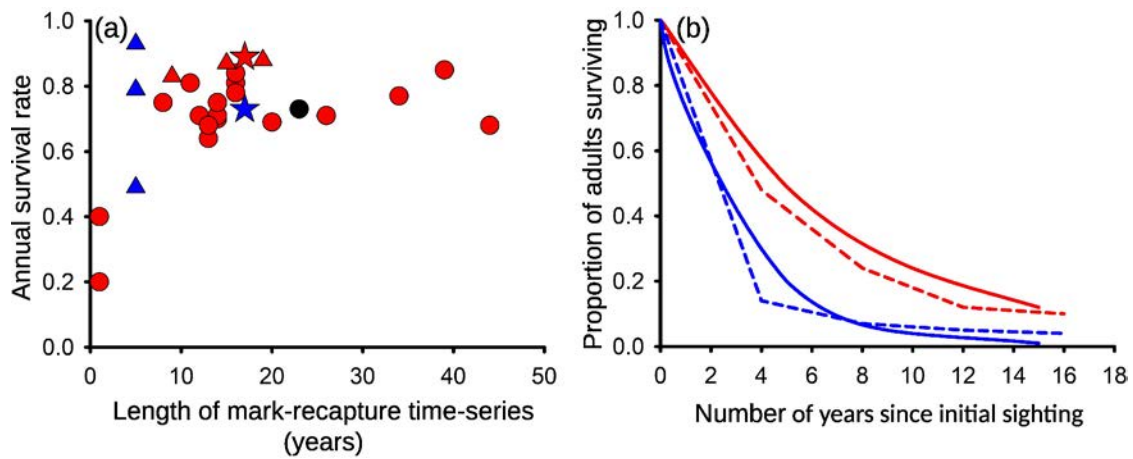 (a)
1.0
0.8
0.6
0.4
0.2
0.0
Annual survival rate
0 10 20 30 40 50
Length of mark-recapture time-series
(years)
(b)
1.0
0.8
0.6
0.4
0.2
0.0
Proportion of adults surviving
0 2 4 6 8 10 12 14 16 18
Number of years since initial sighting